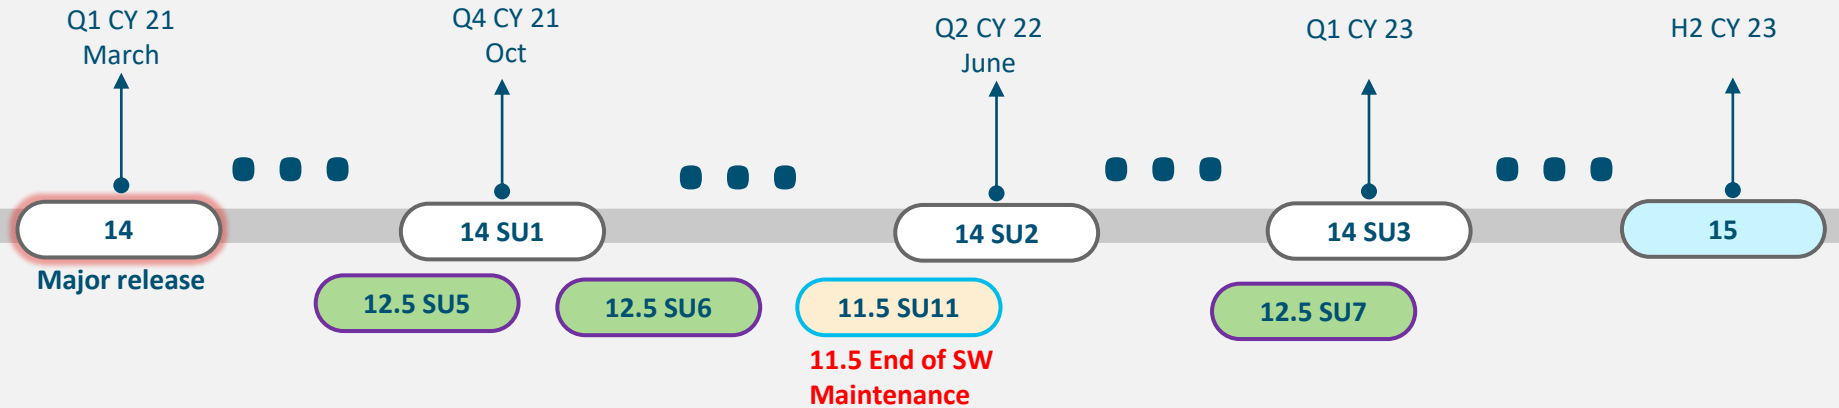 Q1 CY 21
March
Q4 CY 21
Oct
Q2 CY 22
June
Q1 CY 23
H2 CY 23
14
14 SU1
14 SU2
14 SU3
15
Major release
12.5 SU5
12.5 SU6
11.5 SU11
12.5 SU7
11.5 End of SW
Maintenance